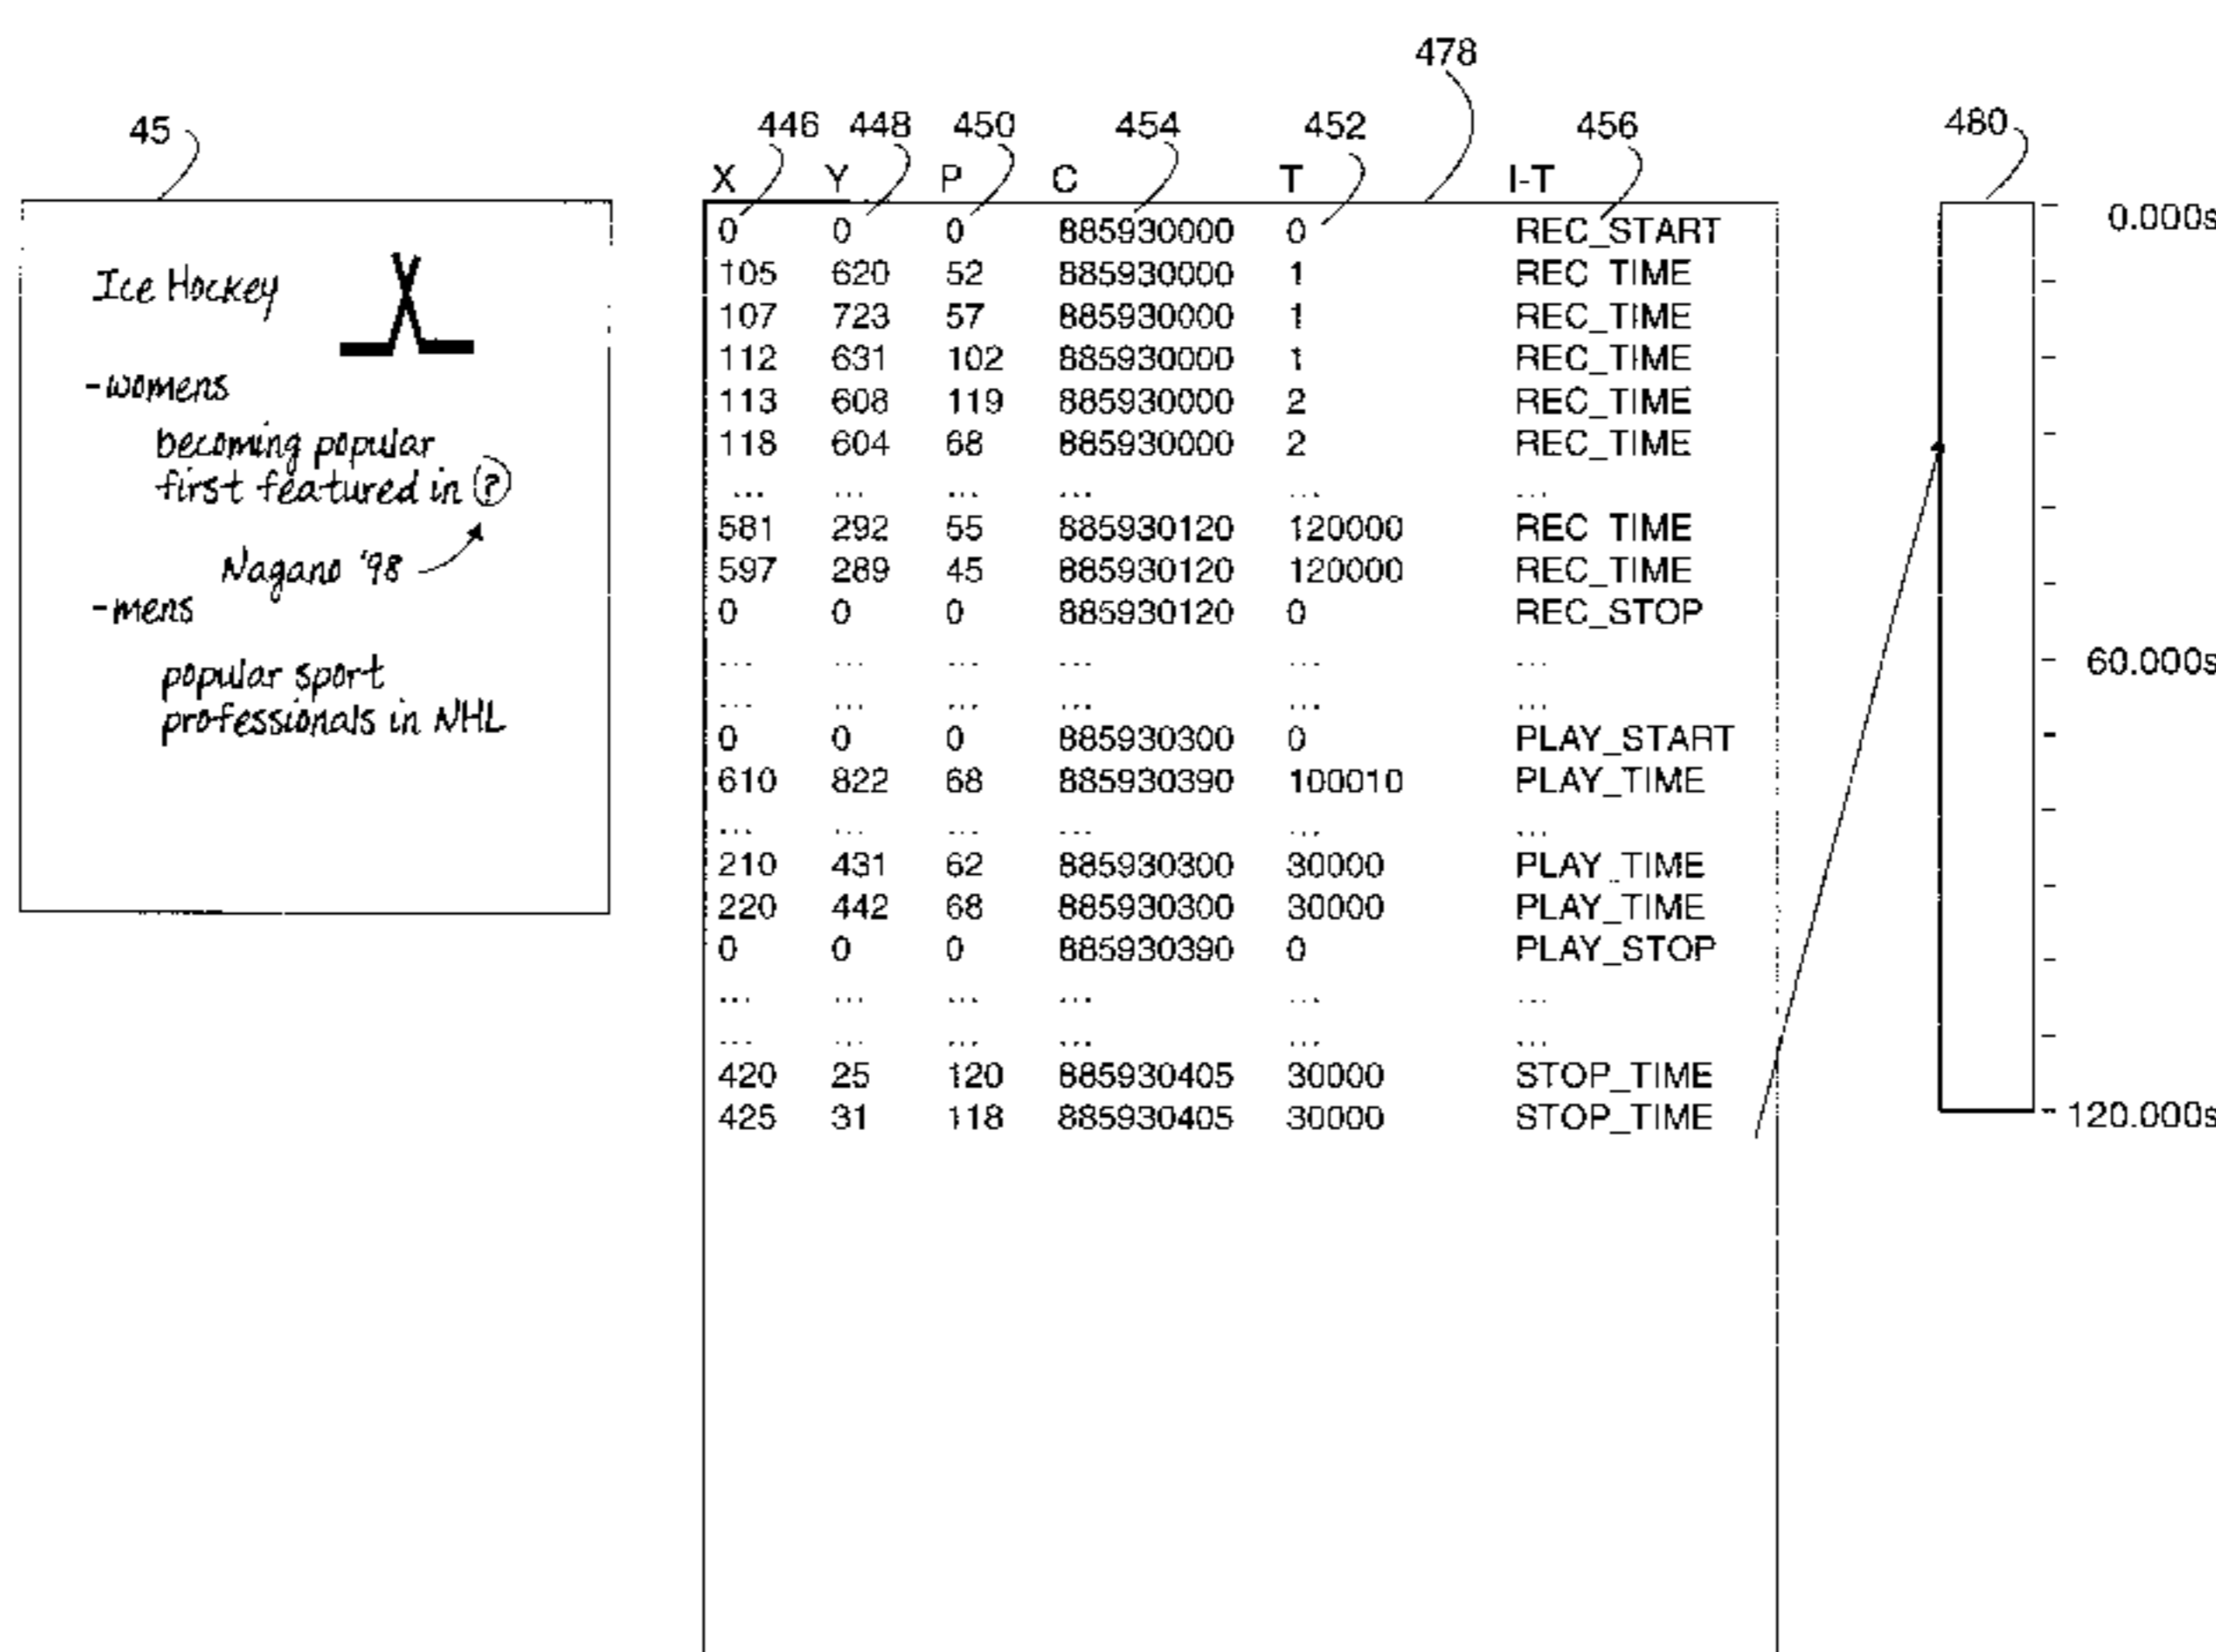 478
45
446 448 450 454 452 456 480
X Y P C T I-T
0 0 0 885930000 0 REC_START
105 620 52 885930000 1 REC_TIME
107 723 57 885930000 1 REC_TIME
112 631 102 885930000 1 REC_TIME
113 608 119 885930000 2 REC_TIME
118 604 68 885930000 2 REC_TIME
... ... ... ... ... ...
581 292 55 885930120 120000 REC_TIME
597 289 45 885930120 120000 REC_TIME
0 0 0 885930120 0 REC_STOP
... ... ... ... ... ...
... ... ... ... ... ...
0 0 0 885930300 0 PLAY_START
610 822 68 885930390 100010 PLAY_TIME
... ... ... ... ... ...
210 431 62 885930300 30000 PLAY_TIME
220 442 68 885930300 30000 PLAY_TIME
0 0 0 885930390 0 PLAY_STOP
... ... ... ... ... ...
... ... ... ... ... ...
420 25 120 885930405 30000 STOP_TIME
425 31 118 885930405 30000 STOP_TIME
Ice Hockey
-womens
becoming popular
first featured in ?
Nagano '98
-mens
popular sport
professionals in NHL
0.000s
60.000s
120.000s